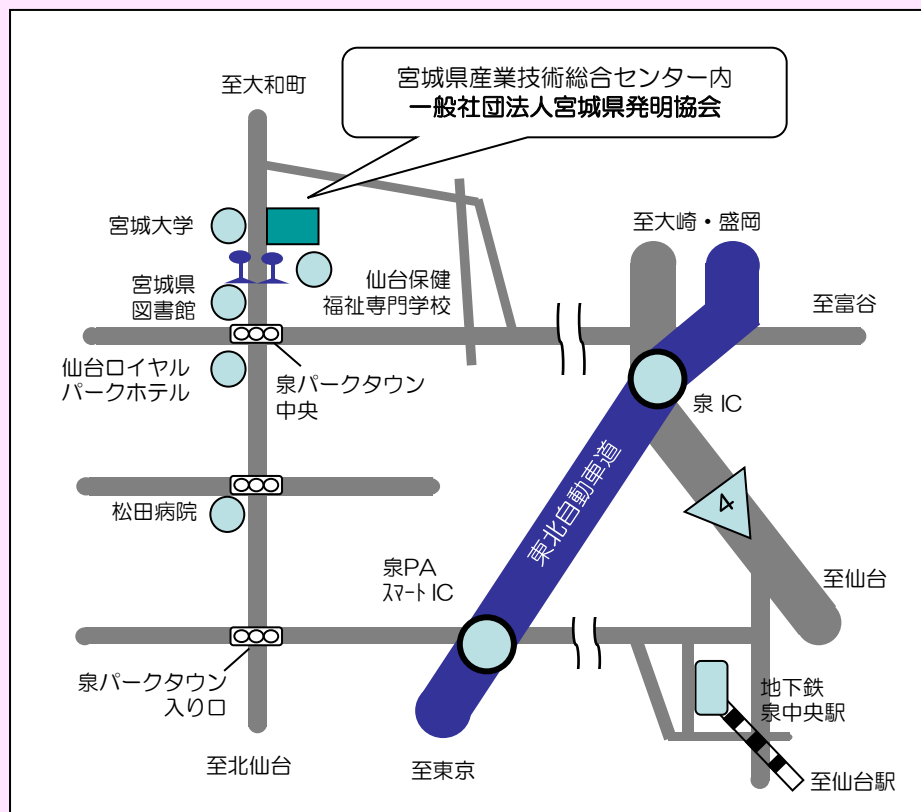 宮城県産業技術総合センター内
一般社団法人宮城県発明協会
至大和町
宮城大学
至大崎・盛岡
宮城県
図書館
仙台保健
福祉専門学校
至富谷
仙台ロイヤル
パークホテル
泉パークタウン
中央
泉 IC
東北自動車道
4
松田病院
泉PA
ｽﾏｰﾄ IC
至仙台
泉パークタウン
入り口
地下鉄
泉中央駅
至北仙台
至東京
至仙台駅